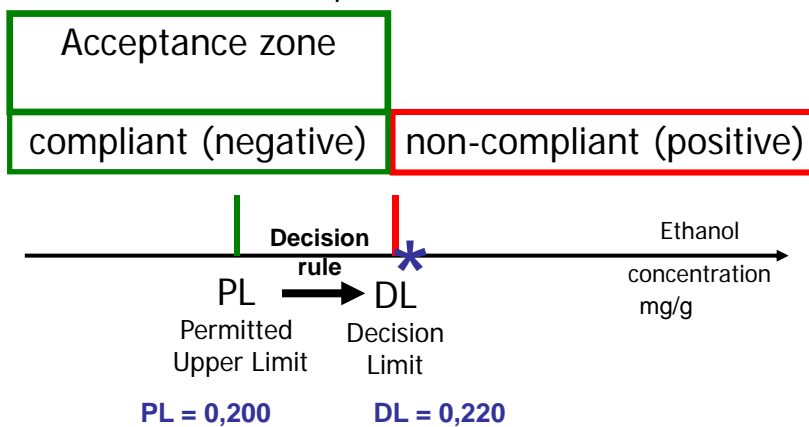 Acceptance zone
compliant (negative)
non-compliant (positive)
Decision
rule
Ethanol
concentration
mg/g
*
PL
DL
Permitted
Upper Limit
Decision
Limit
PL = 0,200
DL = 0,220